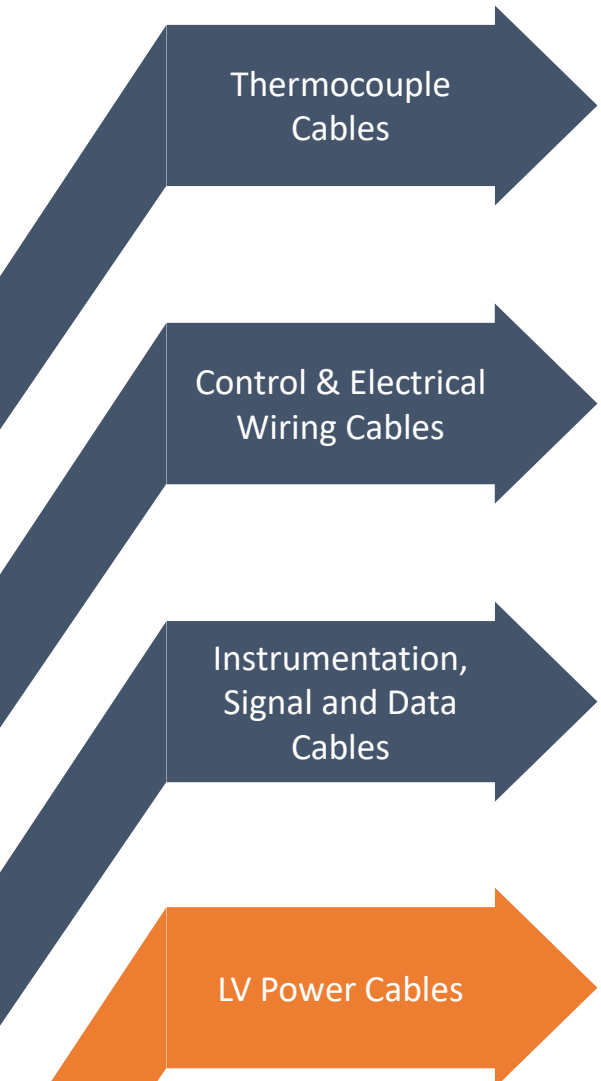 Thermocouple
Cables
Control & Electrical
Wiring Cables
Instrumentation,
Signal and Data
Cables
LV Power Cables